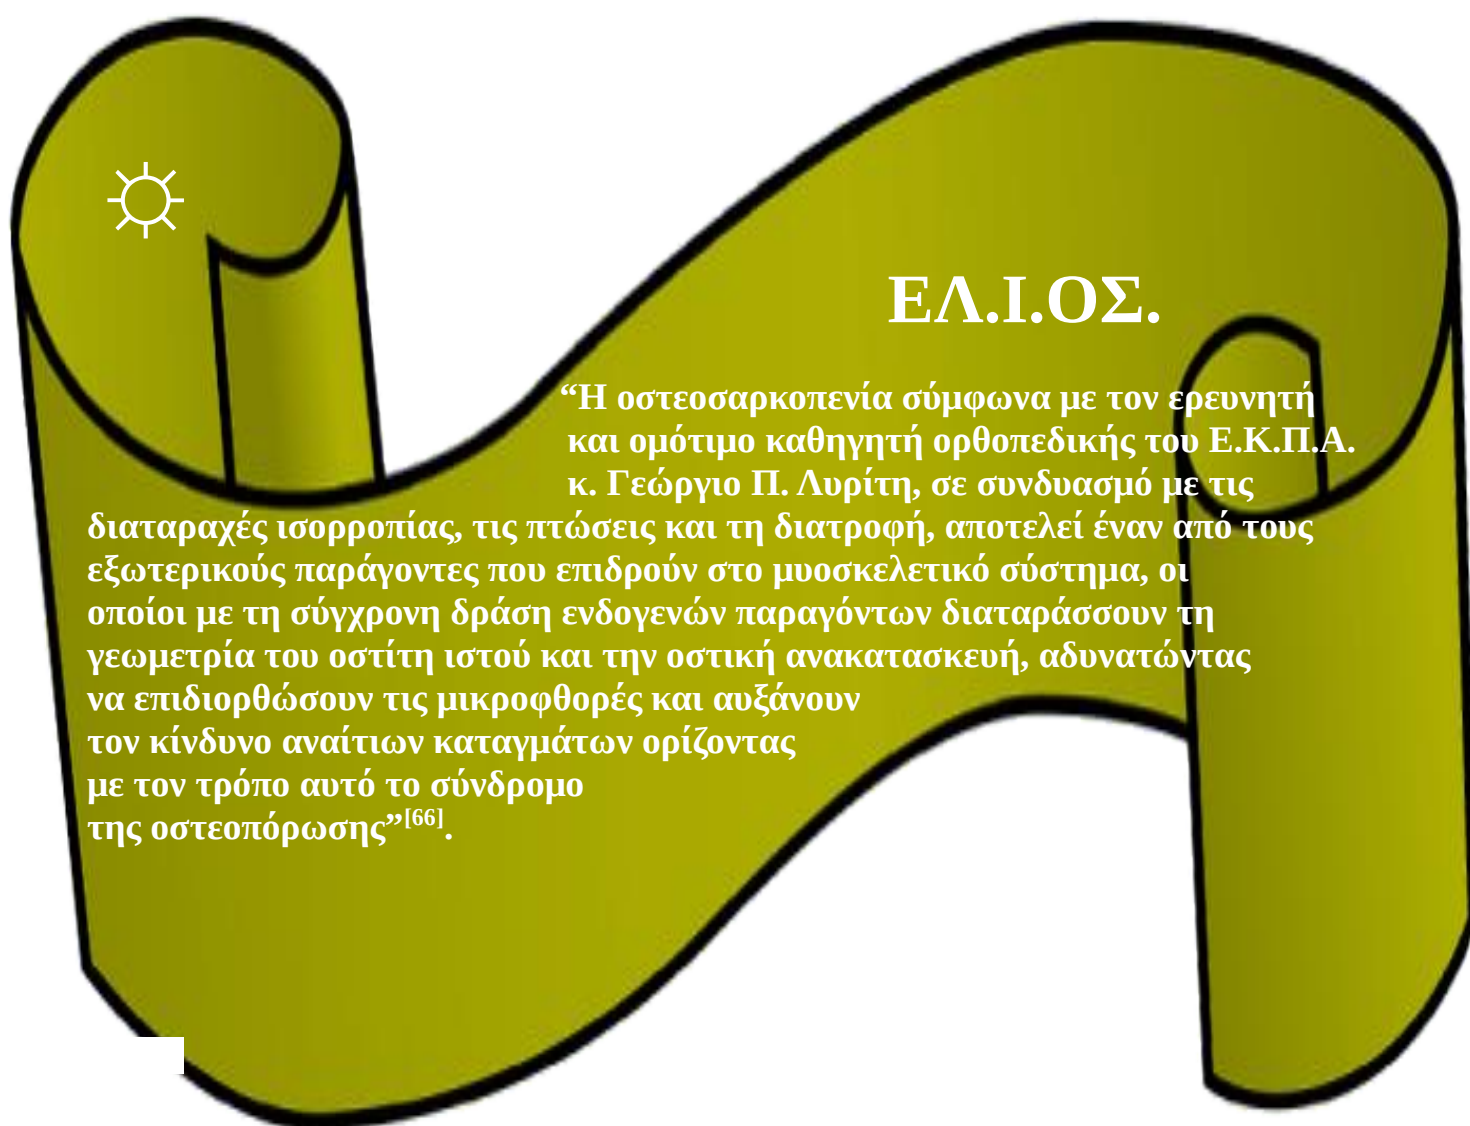 ☼
ΕΛ.Ι.ΟΣ.
“Η οστεοσαρκοπενία σύμφωνα με τον ερευνητή
και ομότιμο καθηγητή ορθοπεδικής του Ε.Κ.Π.Α.
κ. Γεώργιο Π. Λυρίτη, σε συνδυασμό με τις
διαταραχές ισορροπίας, τις πτώσεις και τη διατροφή, αποτελεί έναν από τους
εξωτερικούς παράγοντες που επιδρούν στο μυοσκελετικό σύστημα, οι
οποίοι με τη σύγχρονη δράση ενδογενών παραγόντων διαταράσσουν τη
γεωμετρία του οστίτη ιστού και την οστική ανακατασκευή, αδυνατώντας
να επιδιορθώσουν τις μικροφθορές και αυξάνουν
τον κίνδυνο αναίτιων καταγμάτων ορίζοντας
με τον τρόπο αυτό το σύνδρομο
της οστεοπόρωσης”[66].